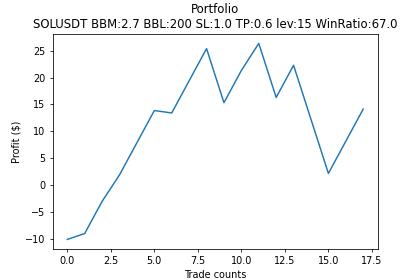 Portfolio
SOLUSDT BBM:2.7 BBL:200 SL:1.0 TP:0.6 lev:15 WinRatio:67.0
Profit ($)
25
20
15
10
5
0
−5
−10
0.0 2.5 5.0 7.5 10.0 12.5 15.0 17.5
Trade counts